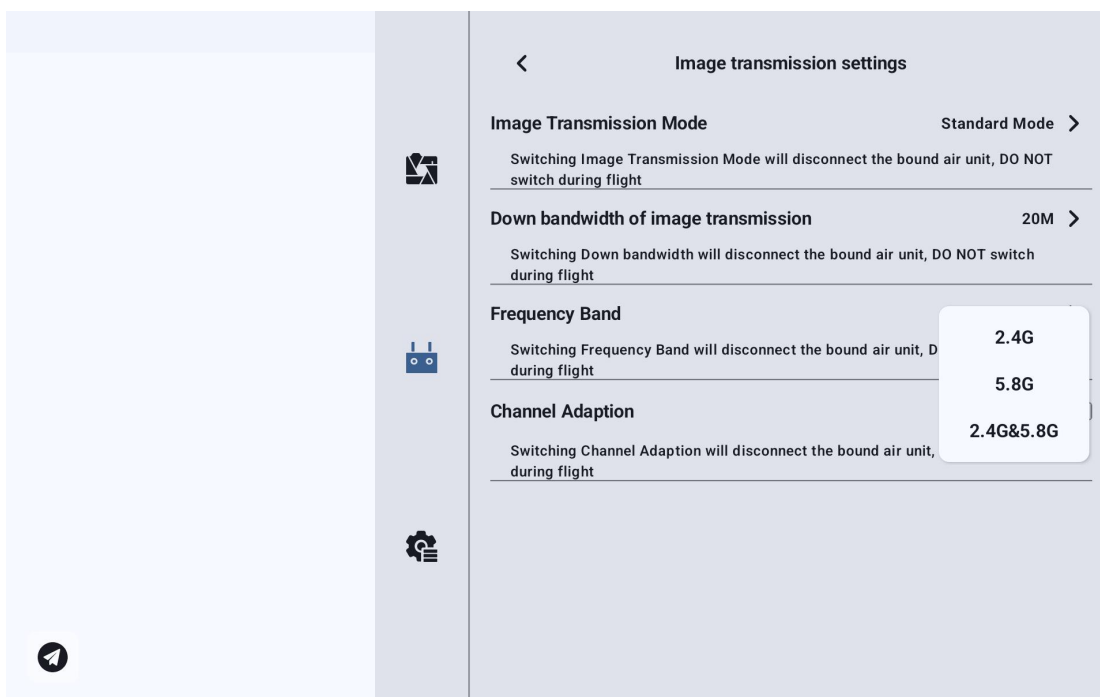 Image transmission settings
Image Transmission Mode
Standard Mode
Switching Image Transmission Mode will disconnect the bound air unit, DO NOT
switch during flight
Down bandwidth of image transmission
20M
Switching Down bandwidth will disconnect the bound air unit, DO NOT switch
during flight
Frequency Band
Switching Frequency Band will disconnect the bound air unit, D
during flight
Channel Adaption
Switching Channel Adaption will disconnect the bound air unit,
during flight
2.4G
5.8G
2.4G&5.8G